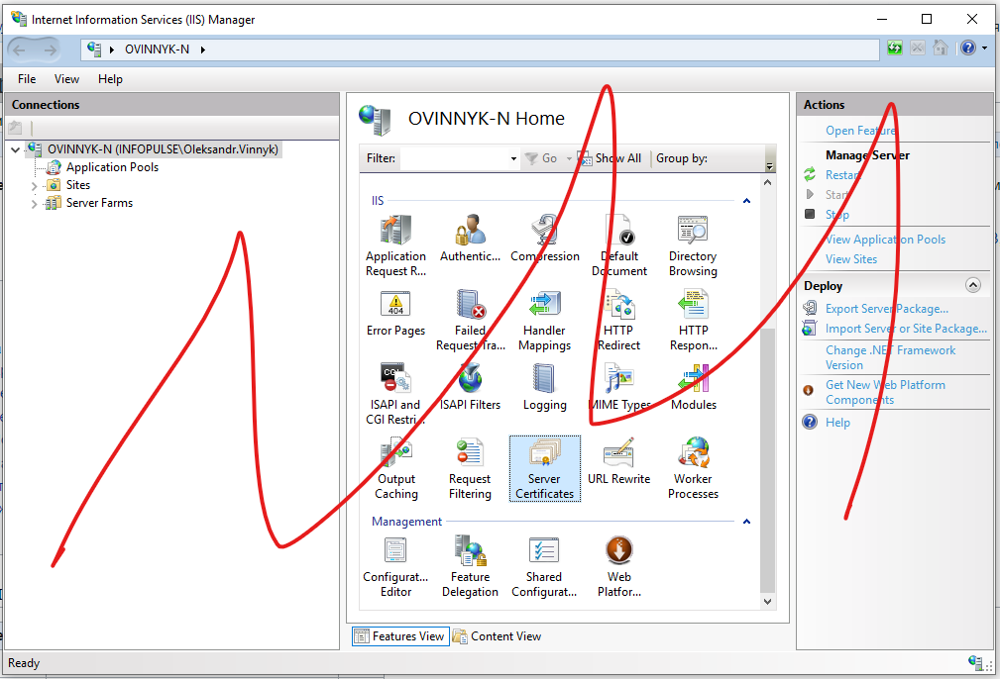 Internet Information Services (IIS) Manager
OVINNYK-N
File View Help
Connections
OVINNYK-N (INFOPULSE\Oleksandr.Vinnyk)
Application Pools
Sites
Server Farms
OVINNYK-N Home
Filter: Go Show All Group by:
IIS
Application Request R...
Authentic...
Compression
Default Document
Directory Browsing
Error Pages
Failed Request Tra...
Handler Mappings
HTTP Redirect
HTTP Respon...
ISAPI and CGI Restri...
ISAPI Filters
Logging
MIME Types
Modules
Output Caching
Request Filtering
Server Certificates
URL Rewrite
Worker Processes
Management
Configurat... Editor
Feature Delegation
Shared Configurat...
Web Platfor...
Features View Content View
Actions
Open Feature
Manage Server
Restart
Start
Stop
View Application Pools
View Sites
Deploy
Export Server Package...
Import Server or Site Package...
Change .NET Framework
Version
Get New Web Platform
Components
Help
Ready